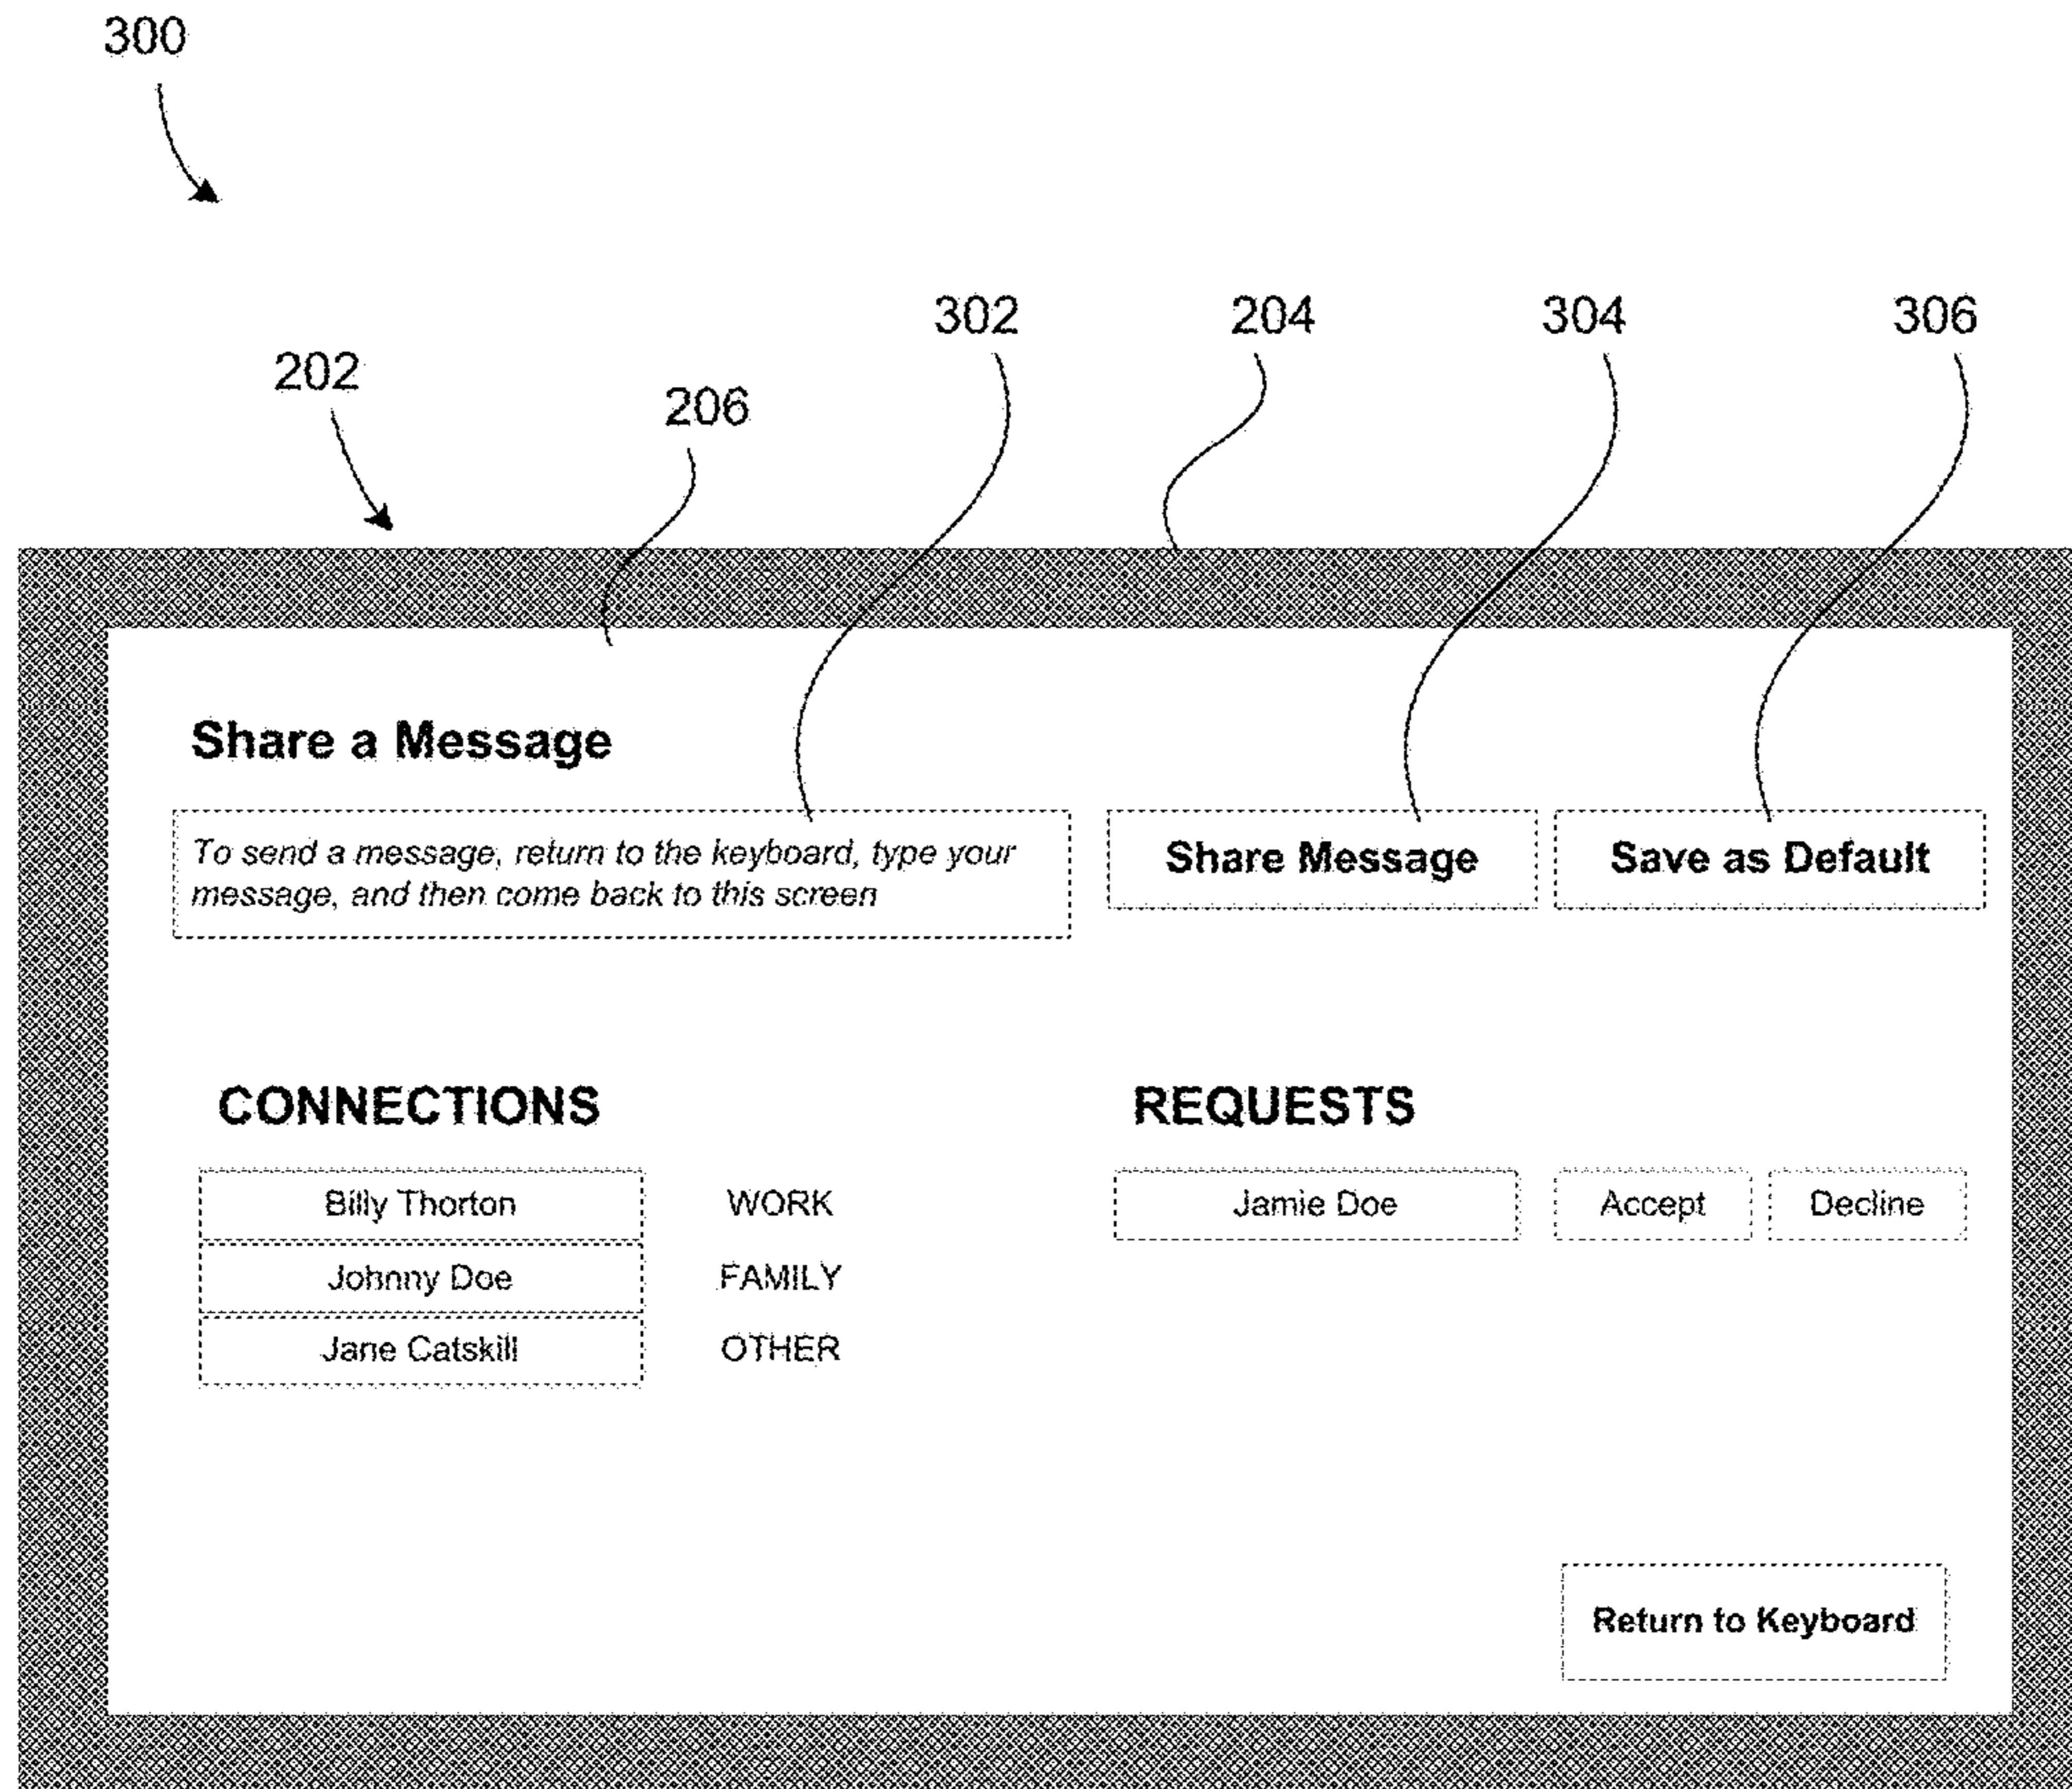 300
302
204
304
306
202
206
Share a Message
To send a message, return to the keyboard, type your
message, and then come back to this screen
Share Message
Save as Default
CONNECTIONS
REQUESTS
Billy Thorton
WORK
Jamie Doe
Accept
Decline
Johnny Doe
FAMILY
Jane Catskill
OTHER
Return to Keyboard